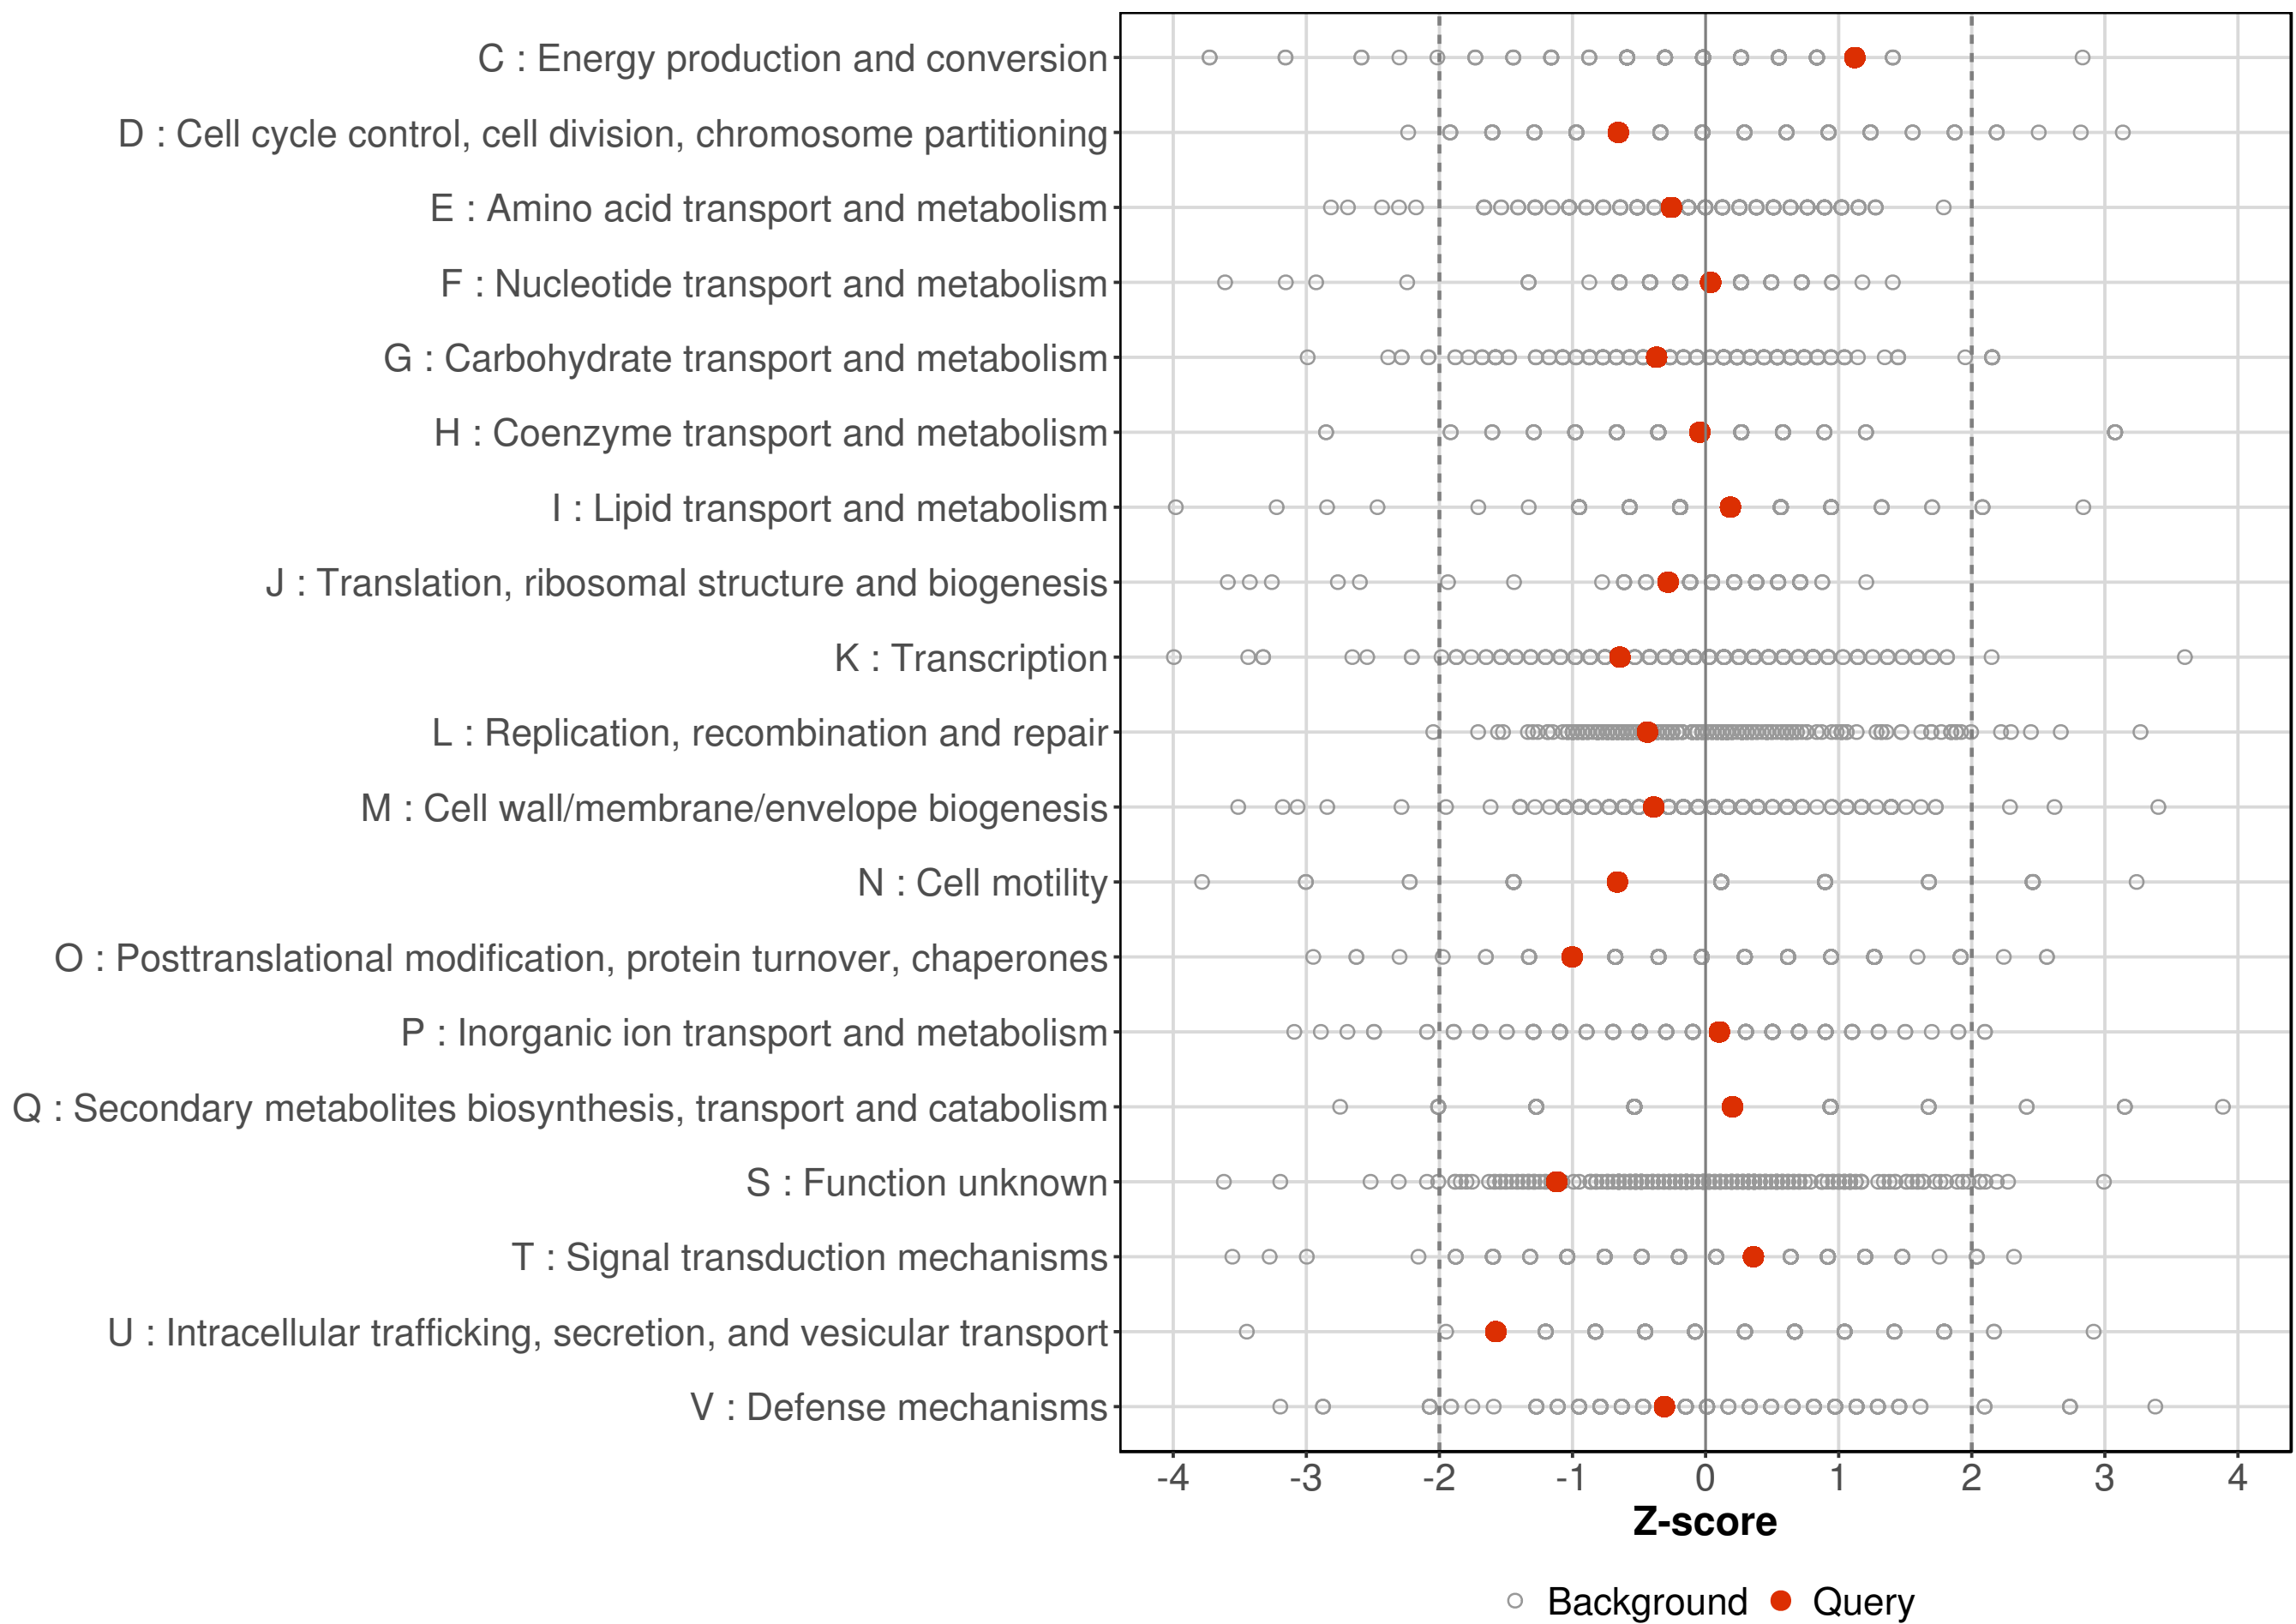 C : Energy production and conversion
D : Cell cycle control, cell division, chromosome partitioning
E : Amino acid transport and metabolism
F : Nucleotide transport and metabolism
G : Carbohydrate transport and metabolism
H : Coenzyme transport and metabolism
I : Lipid transport and metabolism
J : Translation, ribosomal structure and biogenesis
K : Transcription
L : Replication, recombination and repair
M : Cell wall/membrane/envelope biogenesis
N : Cell motility
O : Posttranslational modification, protein turnover, chaperones
P : Inorganic ion transport and metabolism
Q : Secondary metabolites biosynthesis, transport and catabolism
S : Function unknown
T : Signal transduction mechanisms
U : Intracellular trafficking, secretion, and vesicular transport
V : Defense mechanisms
-4 -3 -2 -1 0 1 2 3 4
Z-score
Background Query